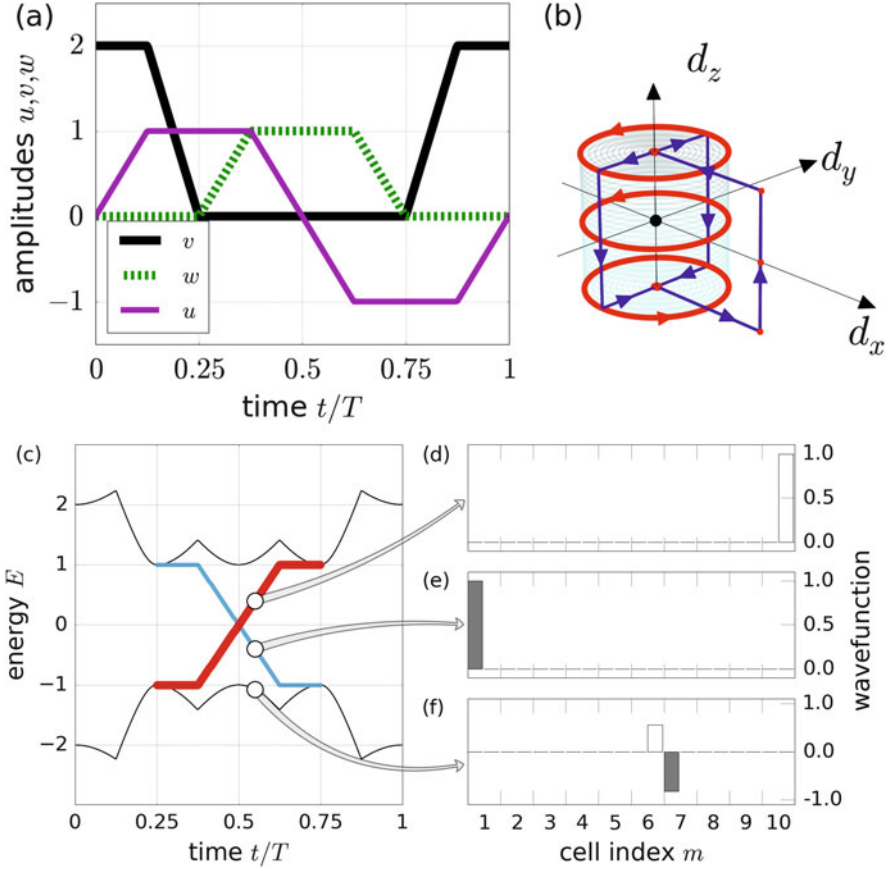 (a)
amplitudes u,v,w
2
1
0
−1
v
w
u
0
0.25
0.5
0.75
1
time t/T
(b)
d_z
d_y
d_x
(c)
energy E
2
1
0
−1
−2
0
0.25
0.5
0.75
1
time t/T
(d)
1.0
0.5
0.0
(e)
1.0
0.5
0.0
(f)
1.0
0.0
-1.0
wavefunction
1 2 3 4 5 6 7 8 9 10
cell index m